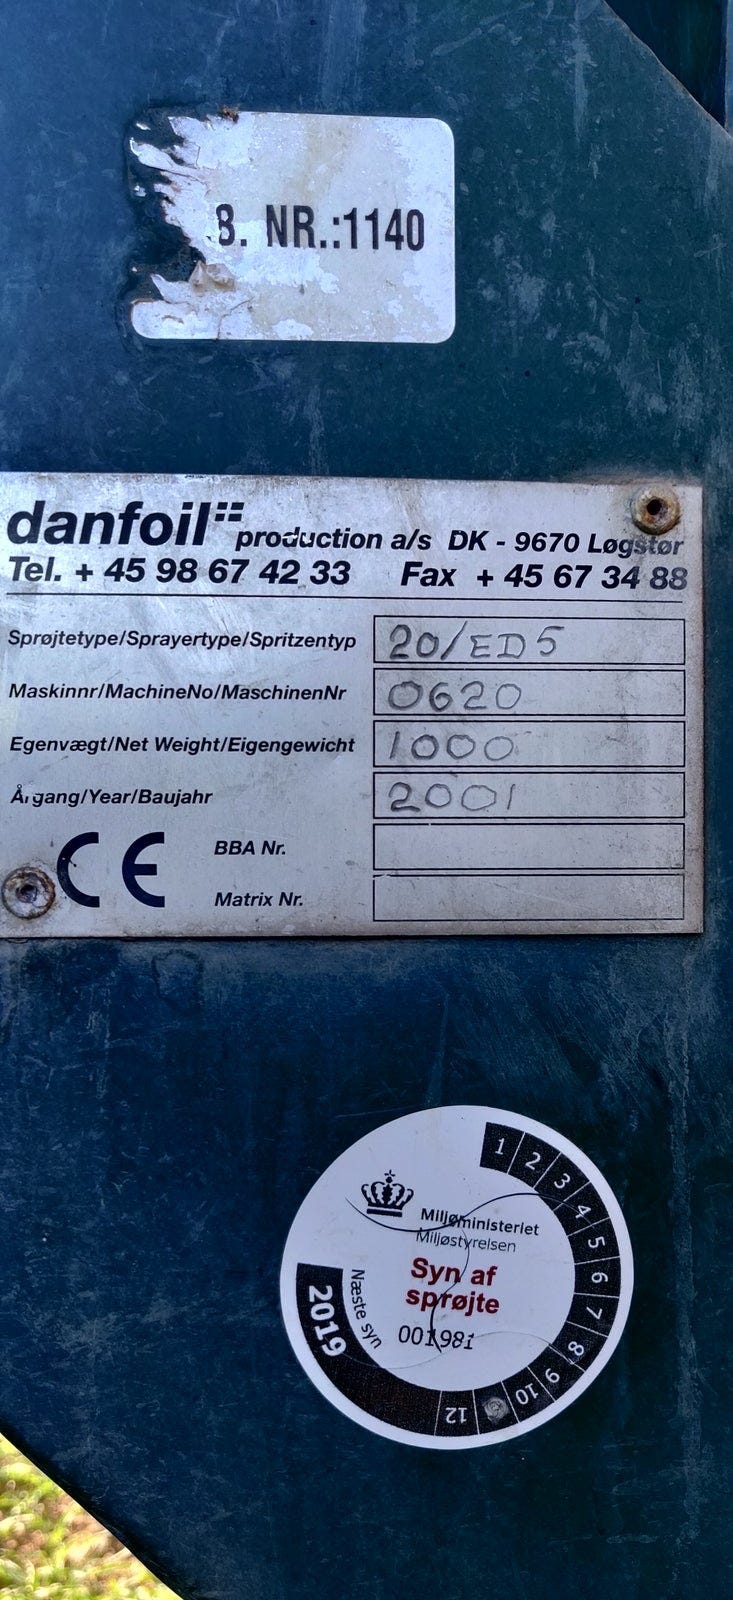 8. NR.:1140
danfoil production a/s DK - 9670 Løgstør
Tel. + 45 98 67 42 33 Fax + 45 67 34 88
Sprøjtetype/Sprayertype/Spritzentyp 20/ED5
Maskinnr/MachineNo/MaschinenNr 0620
Egenvægt/Net Weight/Eigengewicht 1000
Årgang/Year/Baujahr 2001
CE BBA Nr.
Matrix Nr.
1 2 3 4 5 6 7 8 9 10 12
Miljøministeriet
Miljøstyrelsen
Syn af
sprøjte
001981
Næste syn
2019